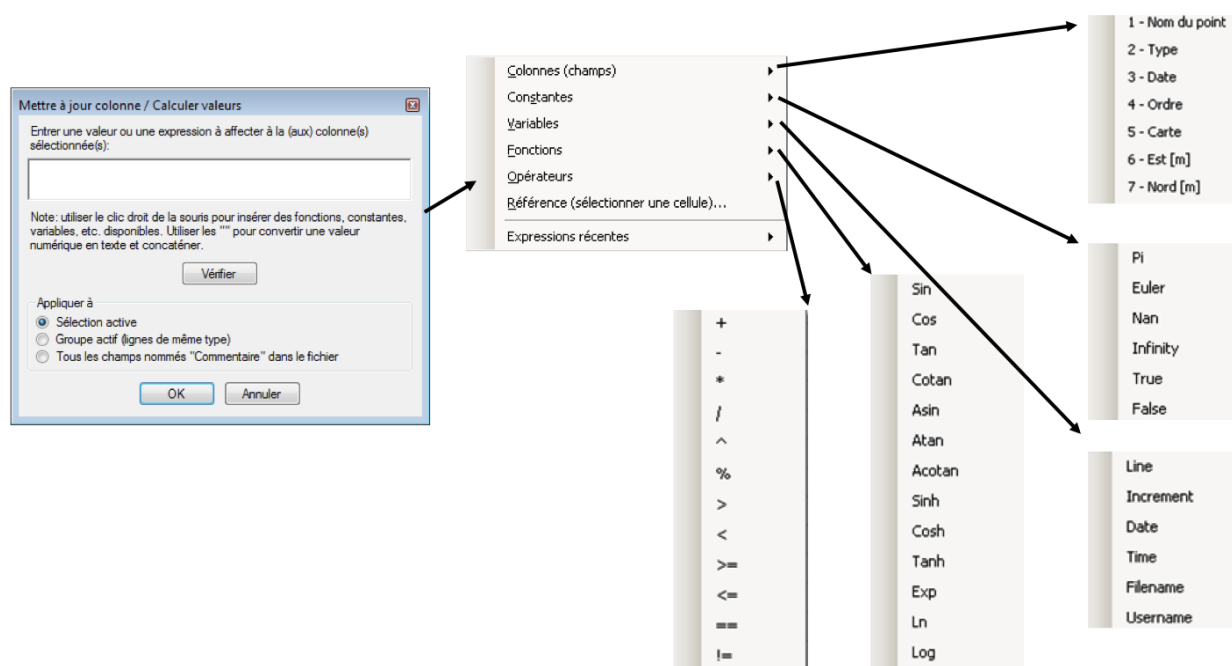 Mettre à jour colonne / Calculer valeurs
Entrer une valeur ou une expression à affecter à la (aux) colonne(s)
sélectionnée(s):
Note: utiliser le clic droit de la souris pour insérer des fonctions, constantes,
variables, etc. disponibles. Utiliser les "" pour convertir une valeur
numérique en texte et concaténer.
Vérifier
Appliquer à
Sélection active
Groupe actif (lignes de même type)
Tous les champs nommés "Commentaire" dans le fichier
OK
Annuler
Colonnes (champs)
Constantes
Variables
Fonctions
Opérateurs
Référence (sélectionner une cellule)...
Expressions récentes
+
-
*
/
^
%
>
<
>=
<=
==
!=
Sin
Cos
Tan
Cotan
Asin
Atan
Acotan
Sinh
Cosh
Tanh
Exp
Ln
Log
1 - Nom du point
2 - Type
3 - Date
4 - Ordre
5 - Carte
6 - Est [m]
7 - Nord [m]
Pi
Euler
Nan
Infinity
True
False
Line
Increment
Date
Time
Filename
Username